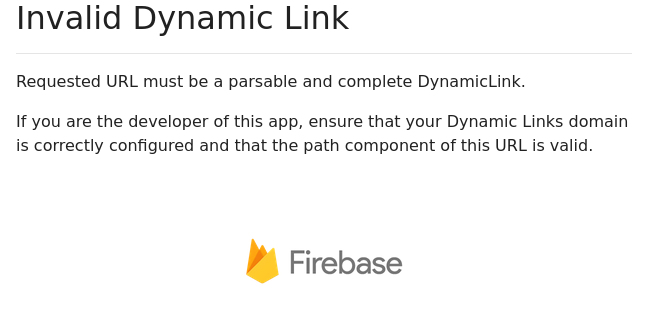 Invalid Dynamic Link
Requested URL must be a parsable and complete DynamicLink.
If you are the developer of this app, ensure that your Dynamic Links domain
is correctly configured and that the path component of this URL is valid.
Firebase